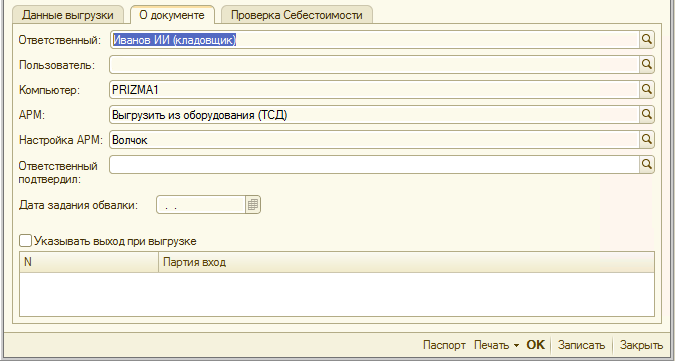 Данные выгрузки О документе Проверка Себестоимости
Ответственный: Иванов ИИ (кладовщик)
Пользователь:
Компьютер: PRIZMA1
АРМ: Выгрузить из оборудования (ТСД)
Настройка АРМ: Волчок
Ответственный
подтвердил:
Дата задания обвалки: . .
Указывать выход при выгрузке
N Партия вход
Паспорт Печать OK Записать Закрыть